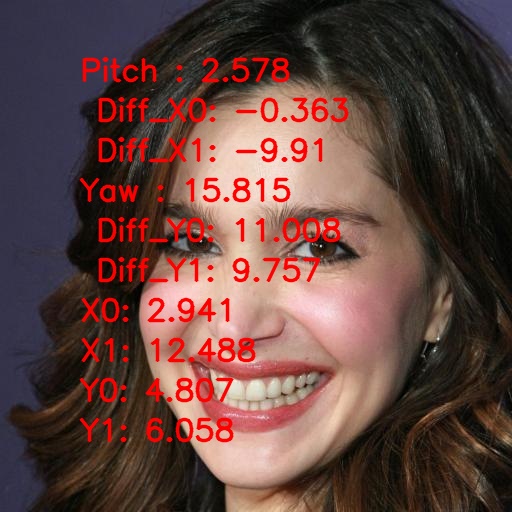 Pitch : 2.578
Diff_X0: -0.363
Diff_X1: -9.91
Yaw : 15.815
Diff_Y0: 11.008
Diff_Y1: 9.757
X0: 2.941
X1: 12.488
Y0: 4.807
Y1: 6.058